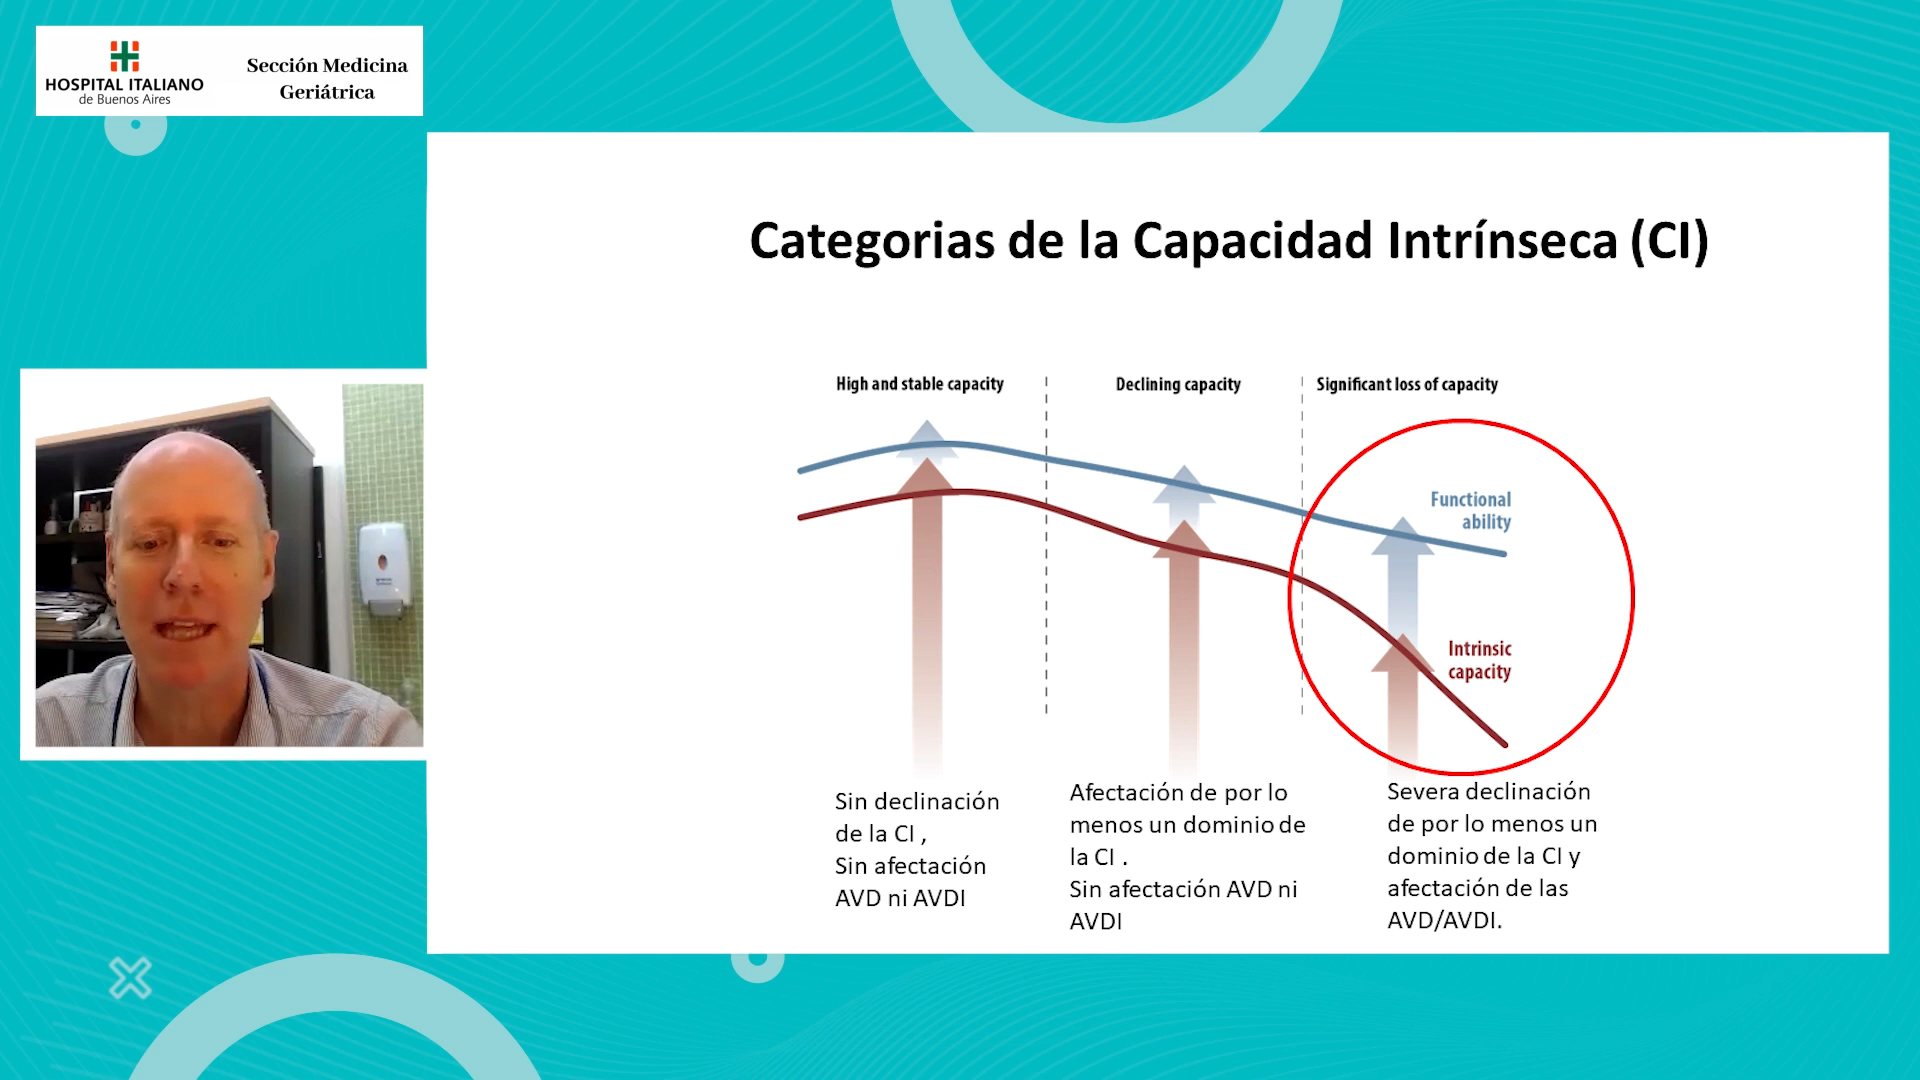 HOSPITAL ITALIANO
de Buenos Aires
Sección Medicina
Geriátrica
Categorias de la Capacidad Intrínseca (CI)
High and stable capacity
Declining capacity
Significant loss of capacity
Functional
ability
Intrinsic
capacity
Sin declinación
de la CI ,
Sin afectación
AVD ni AVDI
Afectación de por lo
menos un dominio de
la CI .
Sin afectación AVD ni
AVDI
Severa declinación
de por lo menos un
dominio de la CI y
afectación de las
AVD/AVDI.